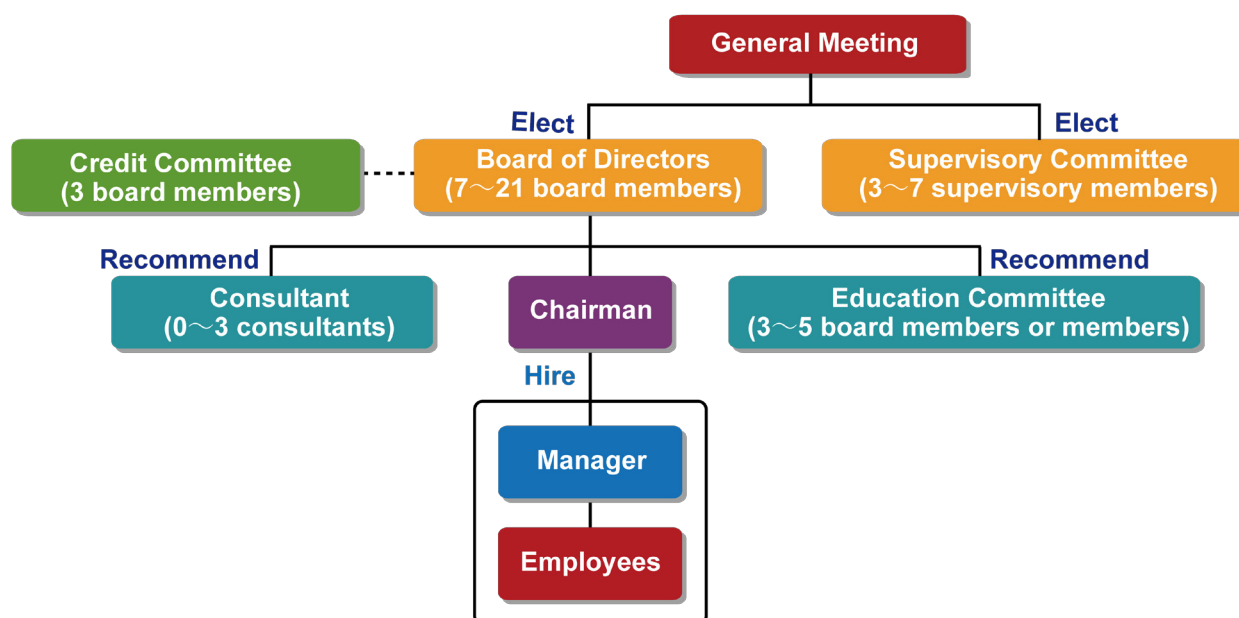 General Meeting
Elect
Elect
Credit Committee
(3 board members)
Board of Directors
(7～21 board members)
Supervisory Committee
(3～7 supervisory members)
Recommend
Recommend
Consultant
(0～3 consultants)
Chairman
Education Committee
(3～5 board members or members)
Hire
Manager
Employees